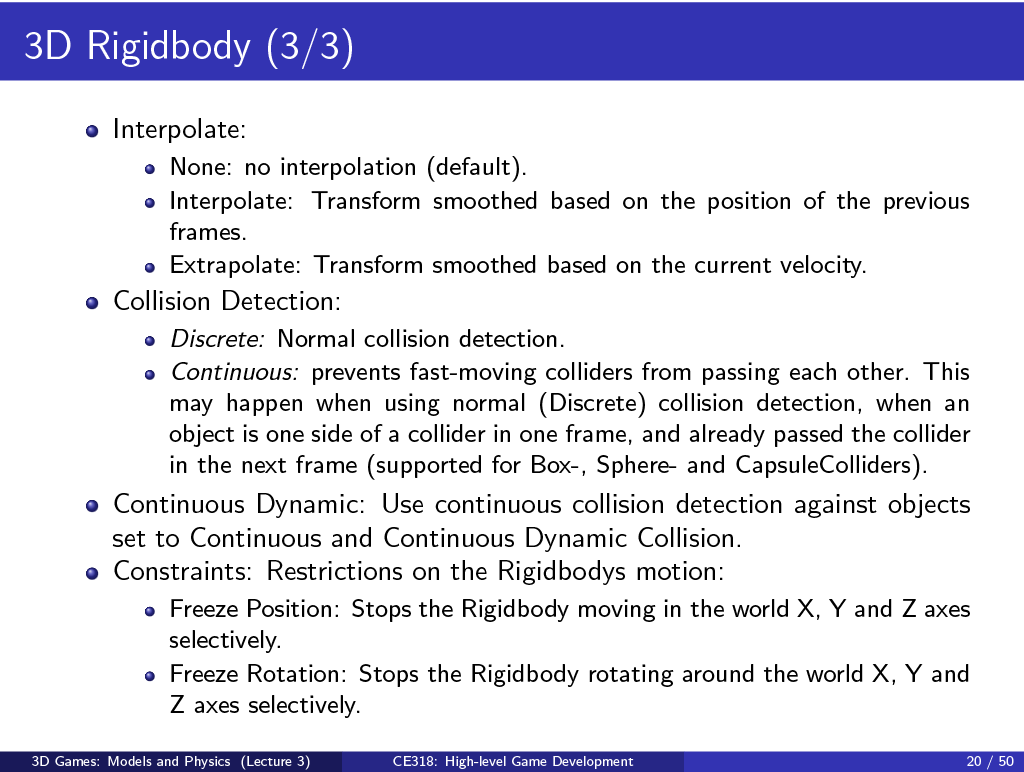 3D Rigidbody (3/3)
Interpolate:
None: no interpolation (default).
Interpolate: Transform smoothed based on the position of the previous
frames.
Extrapolate: Transform smoothed based on the current velocity.
Collision Detection:
Discrete: Normal collision detection.
Continuous: prevents fast-moving colliders from passing each other. This
may happen when using normal (Discrete) collision detection, when an
object is one side of a collider in one frame, and already passed the collider
in the next frame (supported for Box-, Sphere- and CapsuleColliders).
Continuous Dynamic: Use continuous collision detection against objects
set to Continuous and Continuous Dynamic Collision.
Constraints: Restrictions on the Rigidbodys motion:
Freeze Position: Stops the Rigidbody moving in the world X, Y and Z axes
selectively.
Freeze Rotation: Stops the Rigidbody rotating around the world X, Y and
Z axes selectively.
3D Games: Models and Physics (Lecture 3) CE318: High-level Game Development 20 / 50